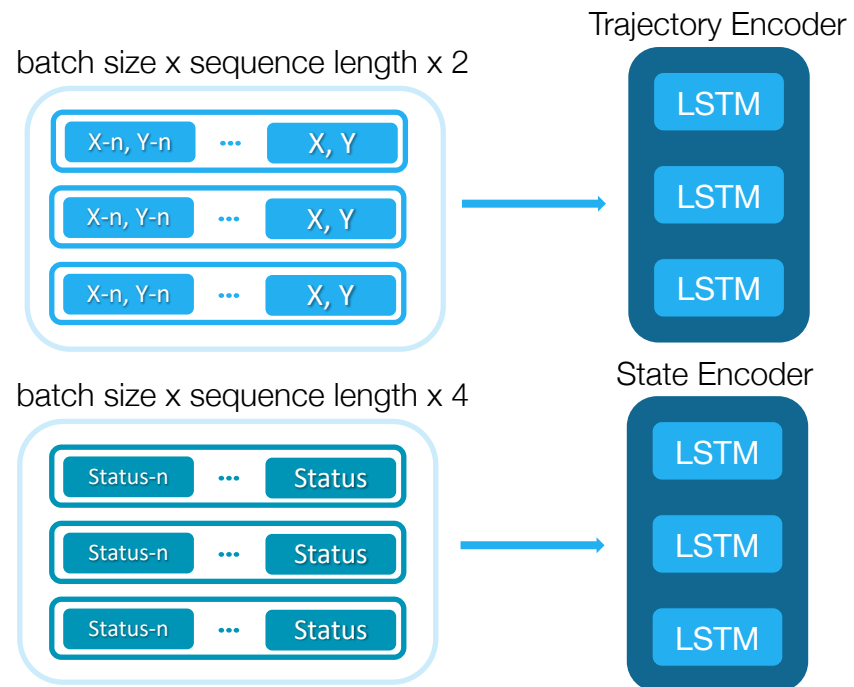 Trajectory Encoder
batch size x sequence length x 2
X-n, Y-n ... X, Y
X-n, Y-n ... X, Y
X-n, Y-n ... X, Y
LSTM
LSTM
LSTM
State Encoder
batch size x sequence length x 4
Status-n ... Status
Status-n ... Status
Status-n ... Status
LSTM
LSTM
LSTM